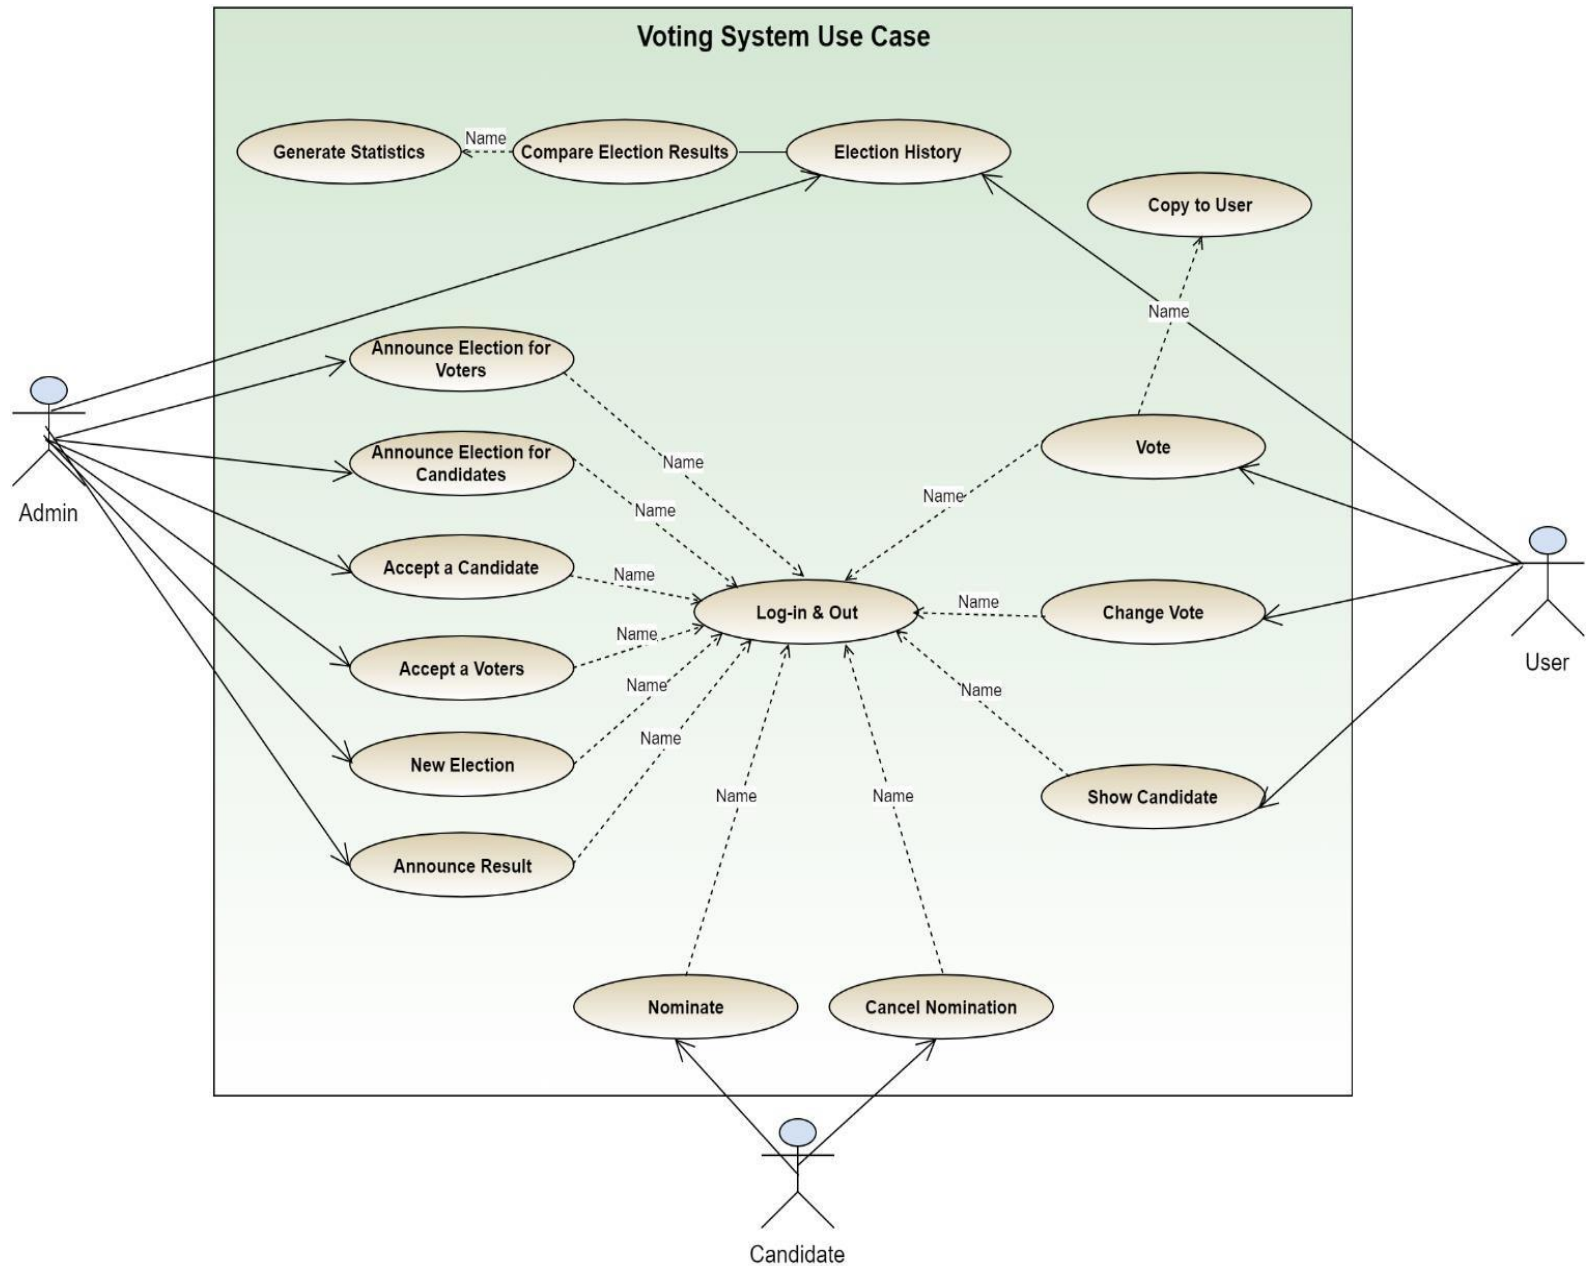 Voting System Use Case
Generate Statistics
Name
Compare Election Results
Election History
Copy to User
Name
Announce Election for
Voters
Announce Election for
Candidates
Name
Vote
Name
Name
Admin
Accept a Candidate
Name
Log-in & Out
Name
Change Vote
User
Accept a Voters
Name
Name
Name
New Election
Name
Name
Name
Show Candidate
Announce Result
Nominate
Cancel Nomination
Candidate